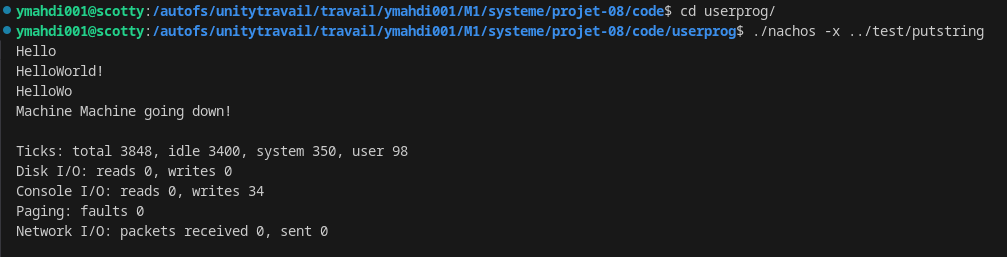 ymahdi001@scotty:/autofs/unitytravail/travail/ymahdi001/M1/systeme/projet-08/code$ cd userprog/
ymahdi001@scotty:/autofs/unitytravail/travail/ymahdi001/M1/systeme/projet-08/code/userprog$ ./nachos -x ../test/putstring
Hello
HelloWorld!
HelloWo
Machine Machine going down!
Ticks: total 3848, idle 3400, system 350, user 98
Disk I/O: reads 0, writes 0
Console I/O: reads 0, writes 34
Paging: faults 0
Network I/O: packets received 0, sent 0